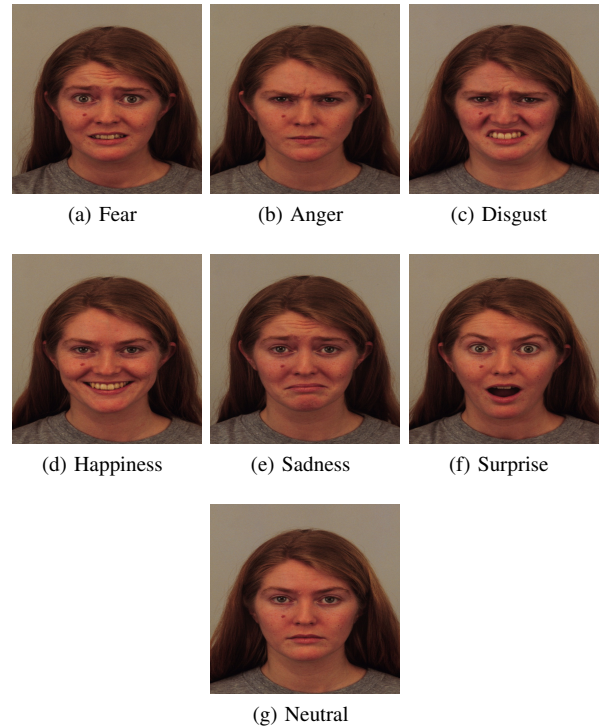 (a) Fear
(b) Anger
(c) Disgust
(d) Happiness
(e) Sadness
(f) Surprise
(g) Neutral